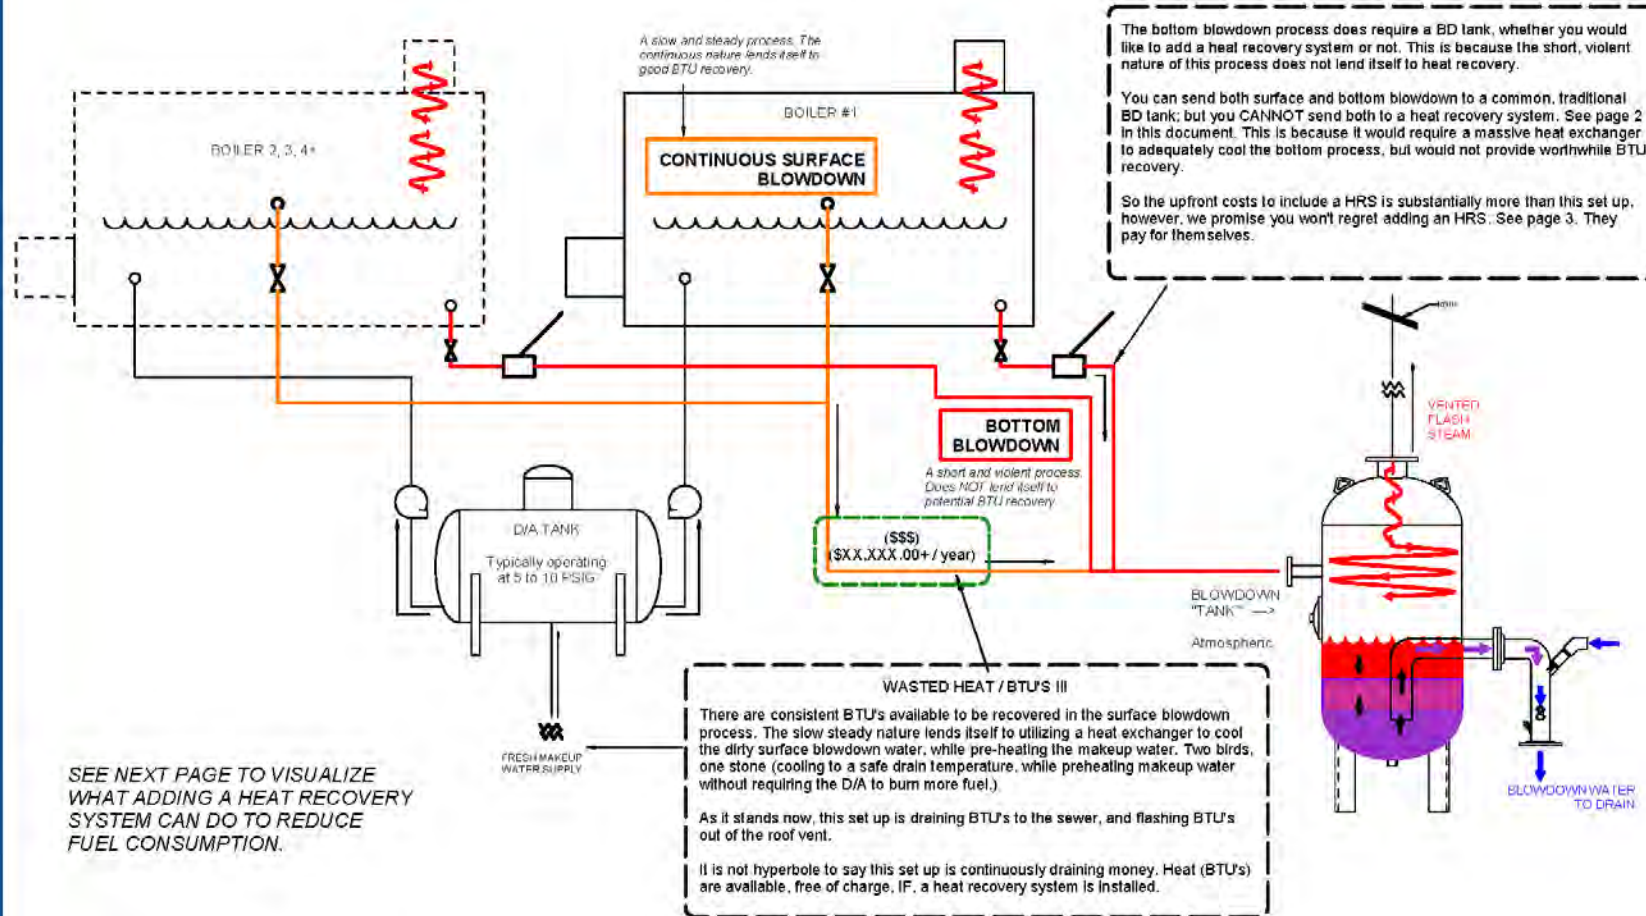 A slow and steady process. The
continuous nature lends itself to
good BTU recovery.
BOILER 2, 3, 4+
BOILER #1
CONTINUOUS SURFACE
BLOWDOWN
The bottom blowdown process does require a BD tank, whether you would
like to add a heat recovery system or not. This is because the short, violent
nature of this process does not lend itself to heat recovery.
You can send both surface and bottom blowdown to a common, traditional
BD tank; but you CANNOT send both to a heat recovery system. See page 2
in this document. This is because it would require a massive heat exchanger
to adequately cool the bottom process, but would not provide worthwhile BTU
recovery.
So the upfront costs to include a HRS is substantially more than this set up,
however, we promise you won't regret adding an HRS. See page 3. They
pay for themselves.
BOTTOM
BLOWDOWN
A short and violent process.
Does NOT lend itself to
potential BTU recovery
VENTED
FLASH
STEAM
D/A TANK
Typically operating
at 5 to 10 PSIG
($$$)
($XX,XXX.00+ / year)
BLOWDOWN
"TANK" -->
Atmospheric
FRESH MAKEUP
WATER SUPPLY
WASTED HEAT / BTU'S !!!
There are consistent BTU's available to be recovered in the surface blowdown
process. The slow steady nature lends itself to utilizing a heat exchanger to cool
the dirty surface blowdown water, while pre-heating the makeup water. Two birds,
one stone (cooling to a safe drain temperature, while preheating makeup water
without requiring the D/A to burn more fuel.)
As it stands now, this set up is draining BTU's to the sewer, and flashing BTU's
out of the roof vent.
It is not hyperbole to say this set up is continuously draining money. Heat (BTU's)
are available, free of charge, IF, a heat recovery system is installed.
SEE NEXT PAGE TO VISUALIZE
WHAT ADDING A HEAT RECOVERY
SYSTEM CAN DO TO REDUCE
FUEL CONSUMPTION.
BLOWDOWN WATER
TO DRAIN